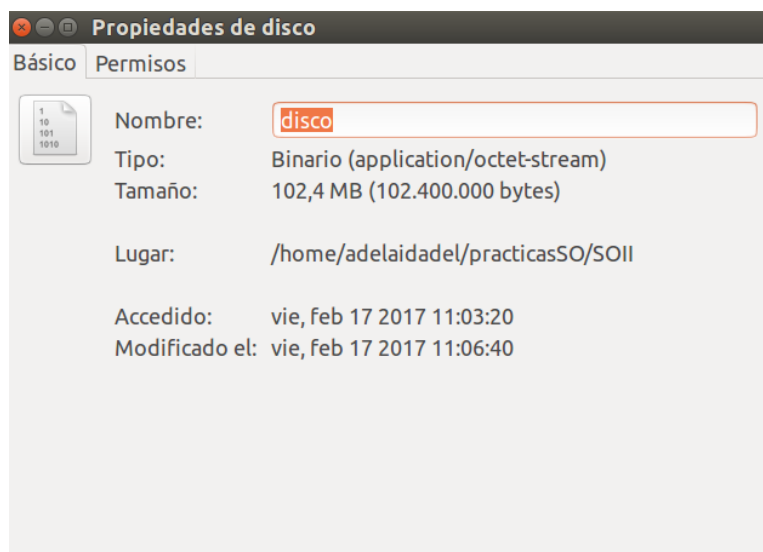 Propiedades de disco
Básico Permisos
1
10
101
1010
Nombre: disco
Tipo: Binario (application/octet-stream)
Tamaño: 102,4 MB (102.400.000 bytes)
Lugar: /home/adelaidadel/practicasSO/SOII
Accedido: vie, feb 17 2017 11:03:20
Modificado el: vie, feb 17 2017 11:06:40